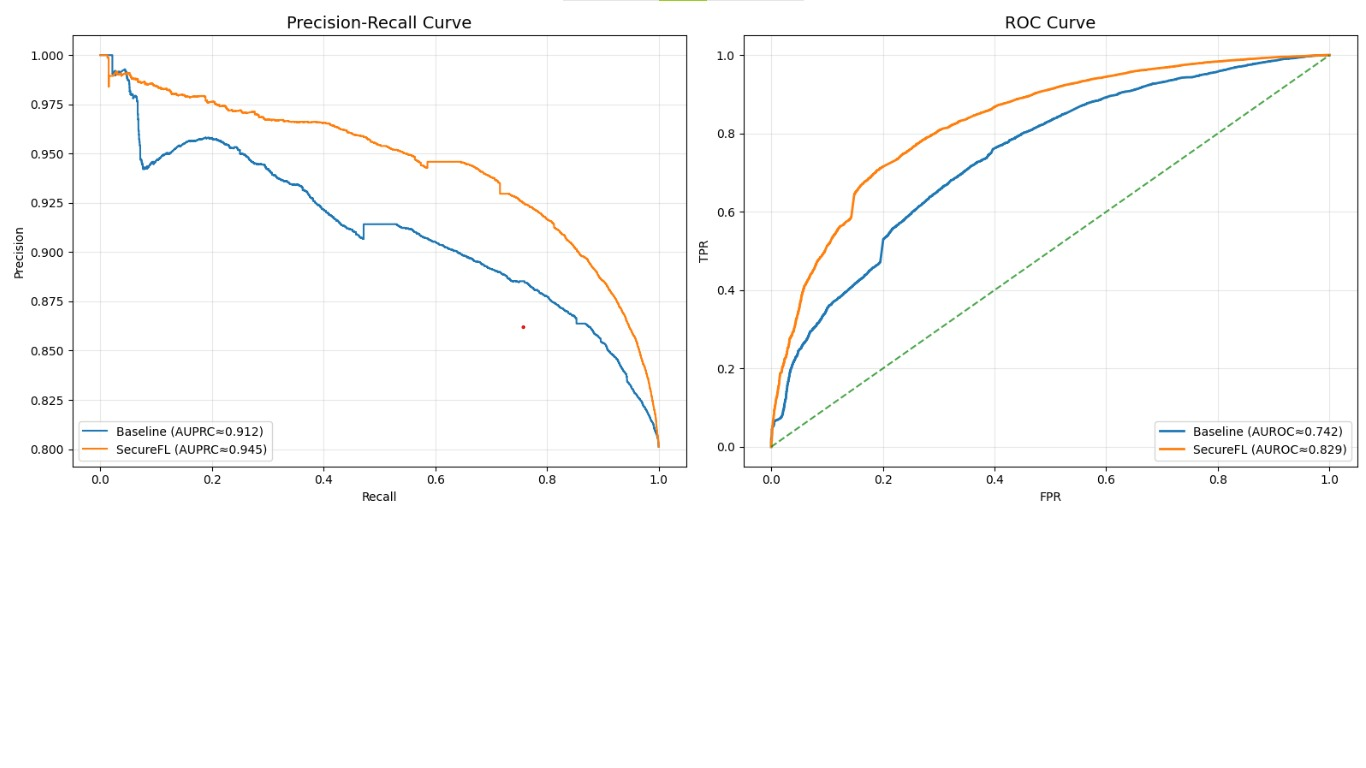 Precision-Recall Curve
1.000
0.975
0.950
0.925
0.900
0.875
0.850
0.825
0.800
Precision
Baseline (AUPRC≈0.912)
SecureFL (AUPRC≈0.945)
0.0 0.2 0.4 0.6 0.8 1.0
Recall
ROC Curve
1.0
0.8
0.6
0.4
0.2
0.0
TPR
Baseline (AUROC≈0.742)
SecureFL (AUROC≈0.829)
0.0 0.2 0.4 0.6 0.8 1.0
FPR